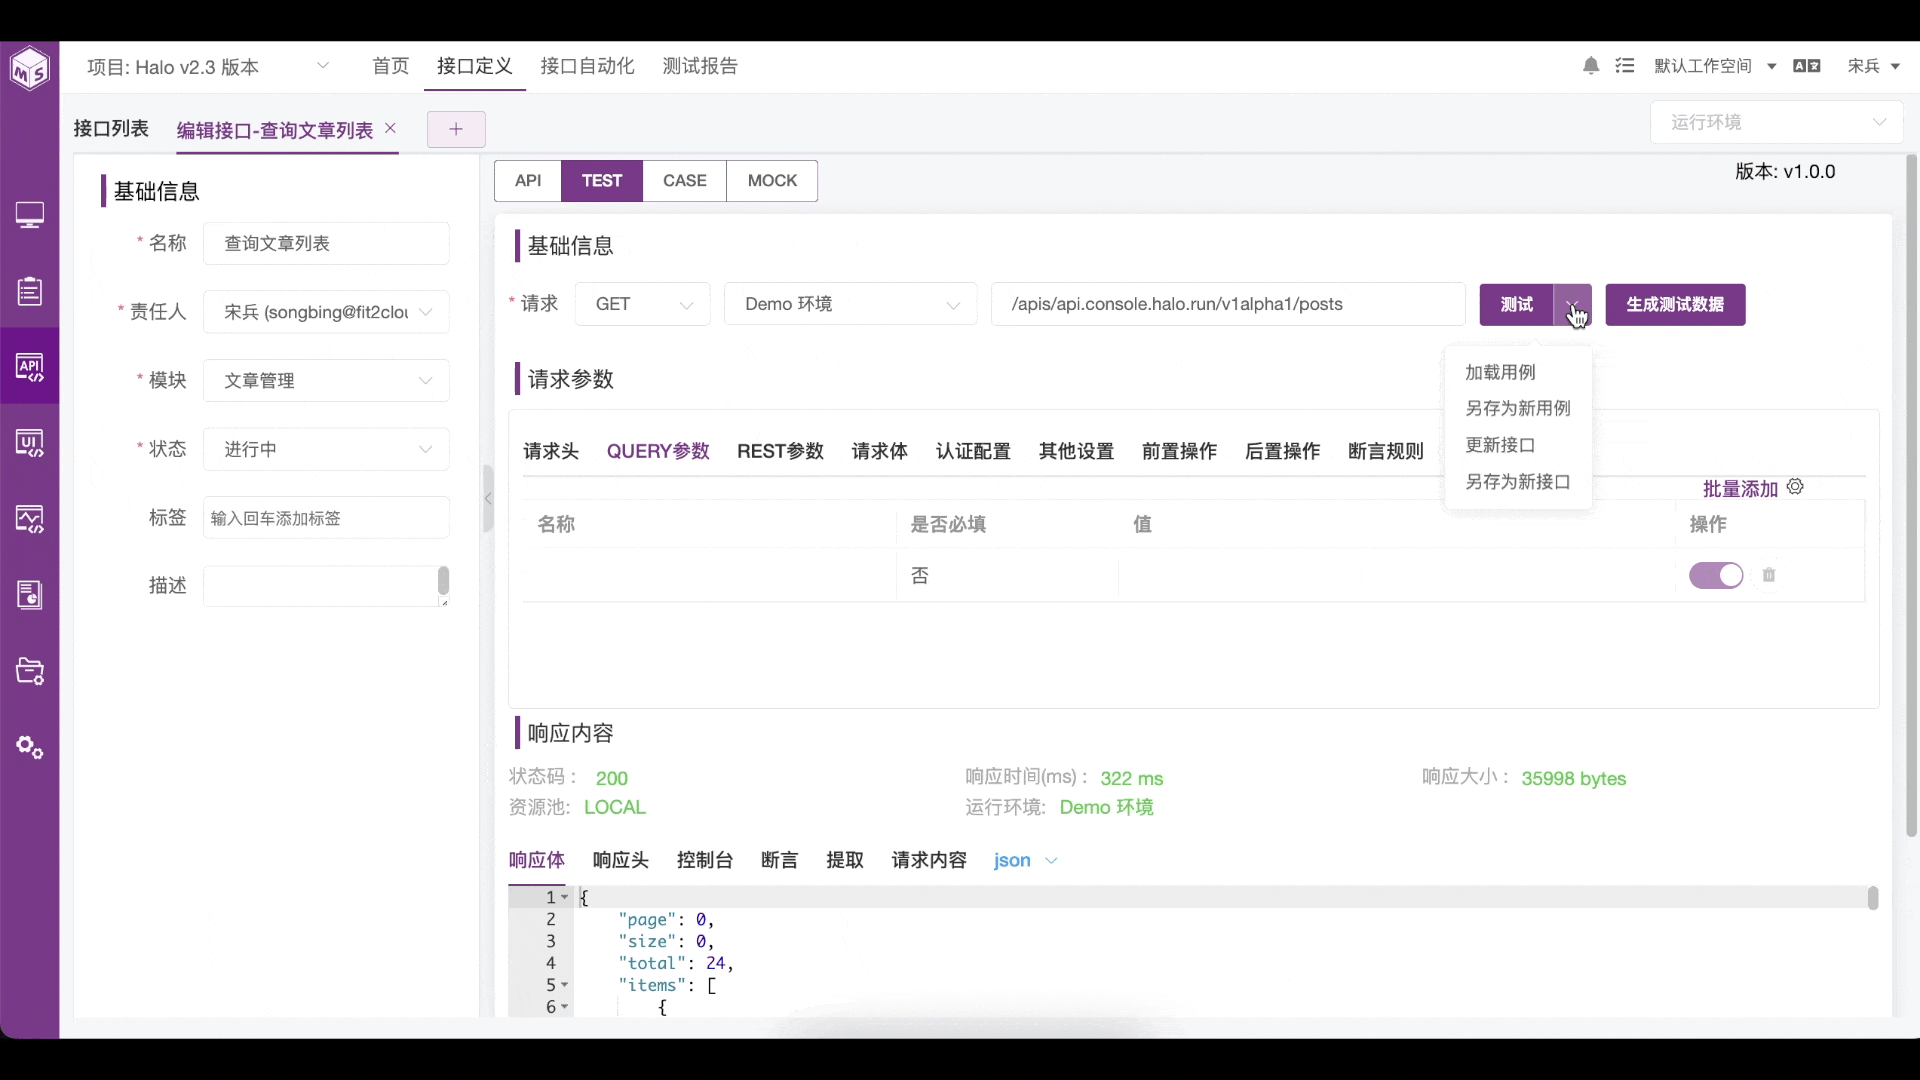 MS
项目: Halo v2.3 版本
首页
接口定义
接口自动化
测试报告
默认工作空间
宋兵
接口列表
编辑接口-查询文章列表
+
运行环境
API
TEST
CASE
MOCK
版本: v1.0.0
基础信息
* 名称 查询文章列表
* 责任人 宋兵 (songbing@fit2clou
* 模块 文章管理
* 状态 进行中
标签 输入回车添加标签
描述
API
UI
基础信息
* 请求 GET Demo 环境 /apis/api.console.halo.run/v1alpha1/posts 测试 生成测试数据
加载用例
另存为新用例
更新接口
另存为新接口
请求参数
请求头 QUERY参数 REST参数 请求体 认证配置 其他设置 前置操作 后置操作 断言规则
批量添加
名称 是否必填 值 操作
否
响应内容
状态码 : 200 响应时间(ms) : 322 ms 响应大小 : 35998 bytes
资源池: LOCAL 运行环境: Demo 环境
响应体 响应头 控制台 断言 提取 请求内容 json
1 {
2 "page": 0,
3 "size": 0,
4 "total": 24,
5 "items": [
6 {